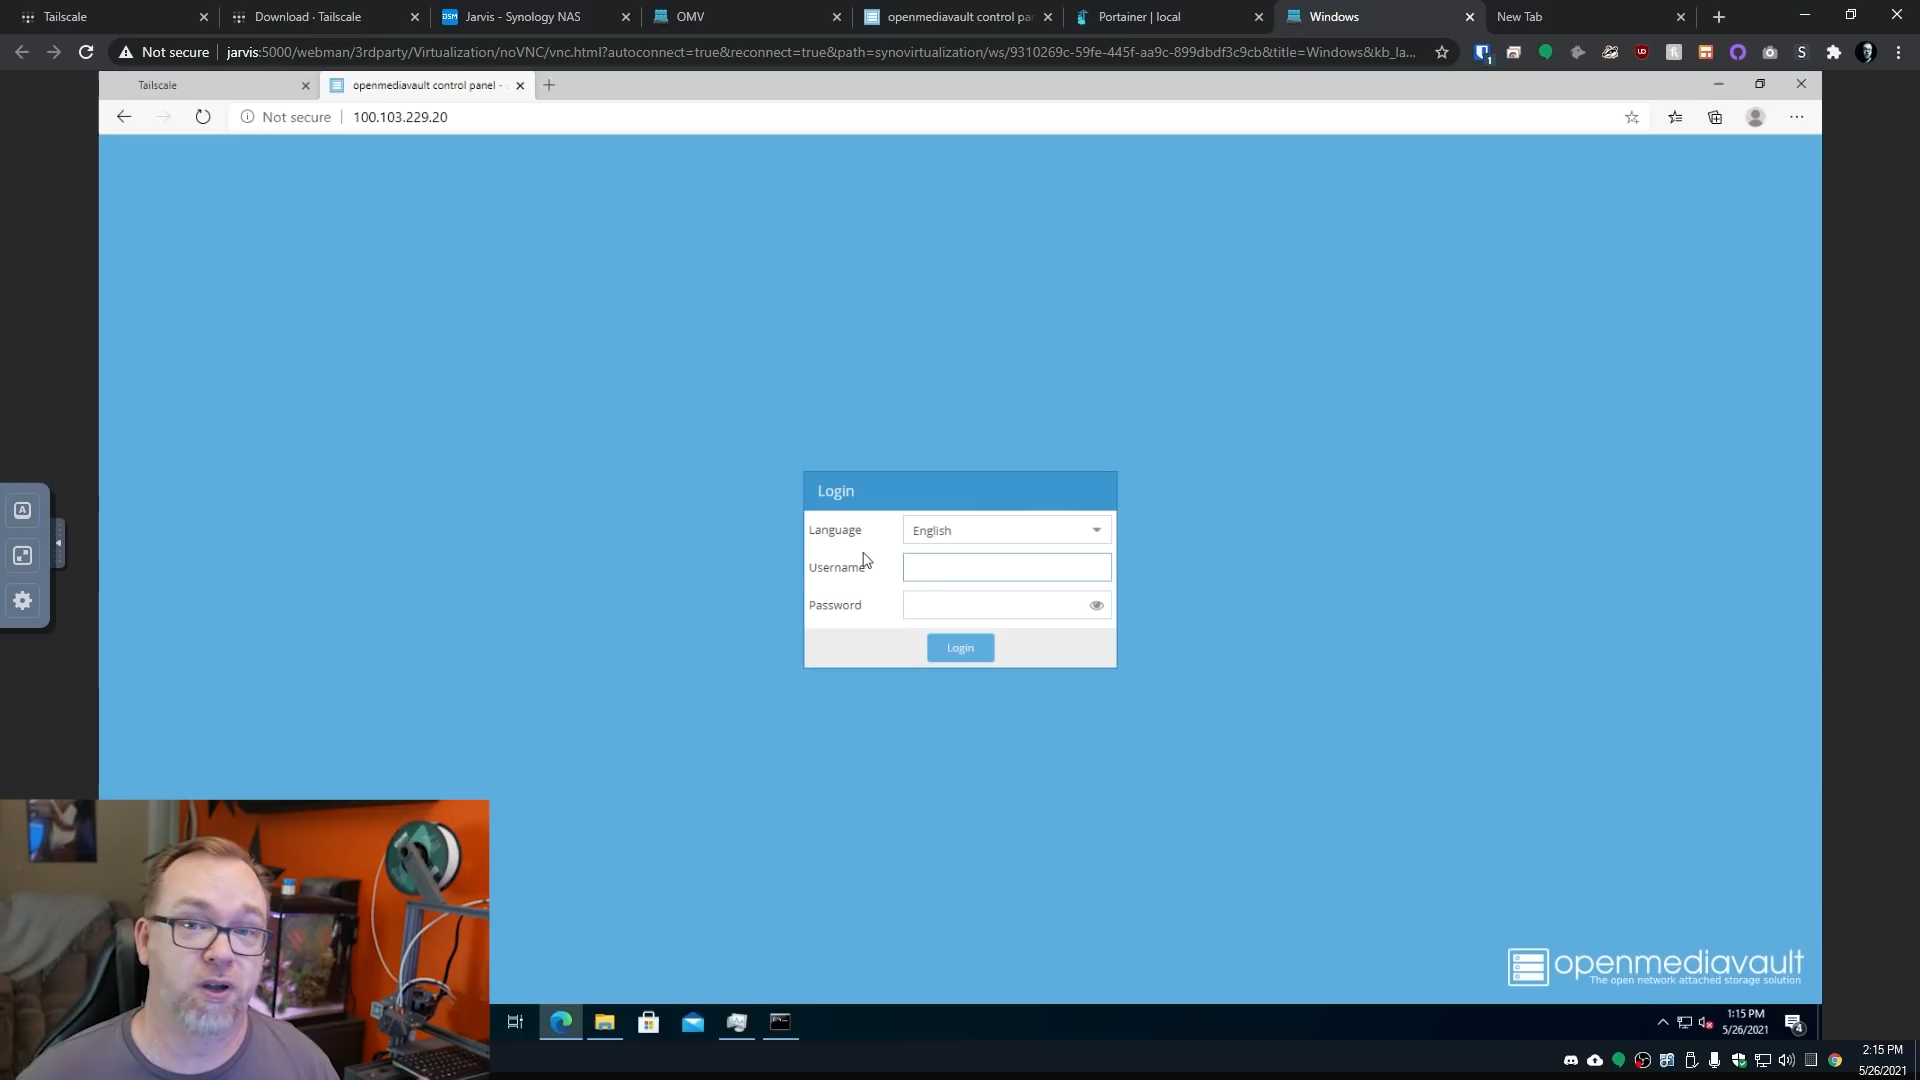 Tailscale
Download · Tailscale
DSM
Jarvis - Synology NAS
OMV
openmediavault control pa
Portainer | local
Windows
New Tab
Not secure
jarvis:5000/webman/3rdparty/Virtualization/noVNC/vnc.html?autoconnect=true&reconnect=true&path=synovirtualization/ws/9310269c-59fe-445f-aa9c-899dbdf3c9cb&title=Windows&kb_la...
1
S
Tailscale
openmediavault control panel -
Not secure
100.103.229.20
A
Login
Language
English
Username
Password
Login
openmediavault
The open network attached storage solution
1:15 PM
5/26/2021
4
2:15 PM
5/26/2021